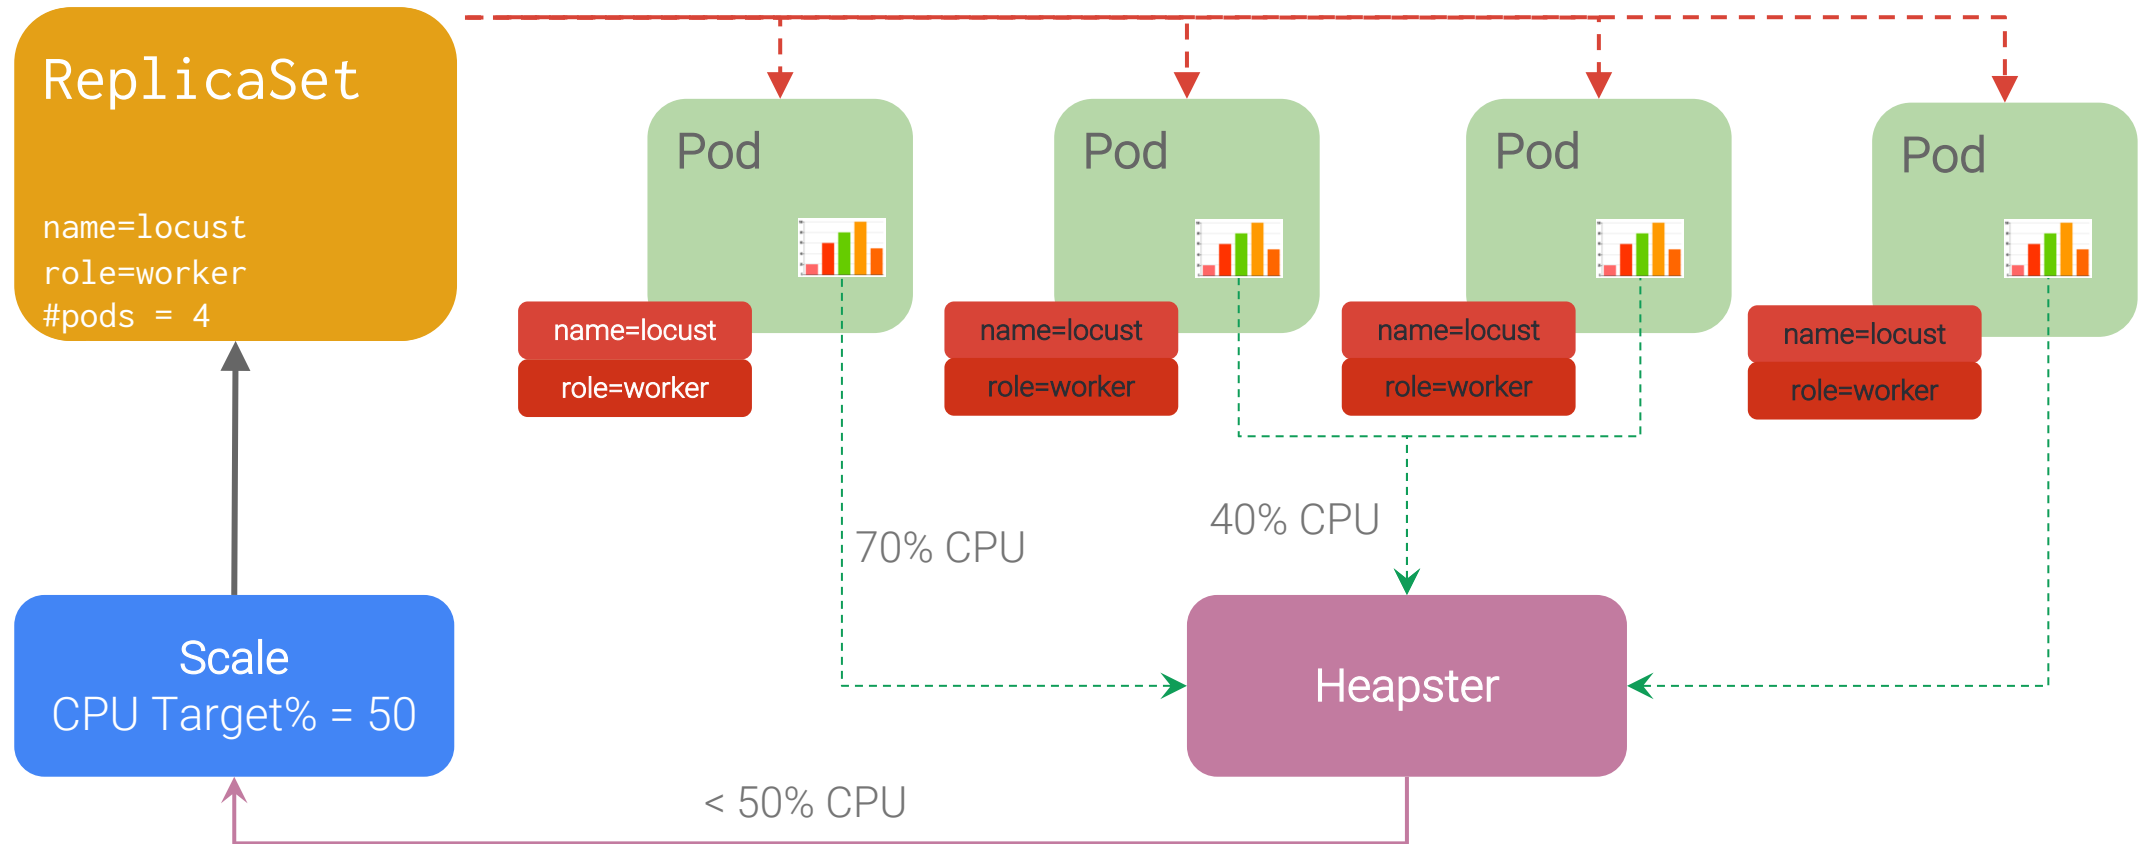 ReplicaSet
name=locust
role=worker
#pods = 4
Pod
name=locust
role=worker
Pod
name=locust
role=worker
Pod
name=locust
role=worker
Pod
name=locust
role=worker
70% CPU
40% CPU
Scale
CPU Target% = 50
Heapster
< 50% CPU